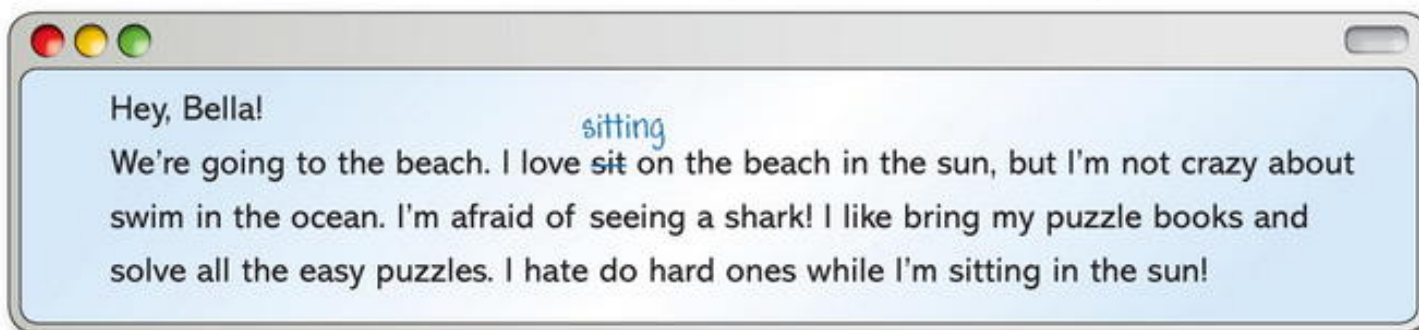 Hey, Bella!
sitting
We're going to the beach. I love sit on the beach in the sun, but I'm not crazy about
swim in the ocean. I'm afraid of seeing a shark! I like bring my puzzle books and
solve all the easy puzzles. I hate do hard ones while I'm sitting in the sun!